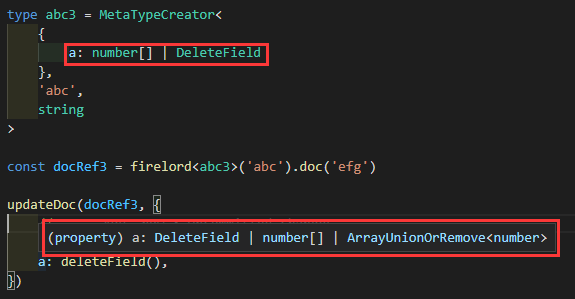 type abc3 = MetaTypeCreator<
{
a: number[] | DeleteField
},
'abc',
string
>
const docRef3 = firelord<abc3>('abc').doc('efg')
updateDoc(docRef3, {
(property) a: DeleteField | number[] | ArrayUnionOrRemove<number>
a: deleteField(),
})